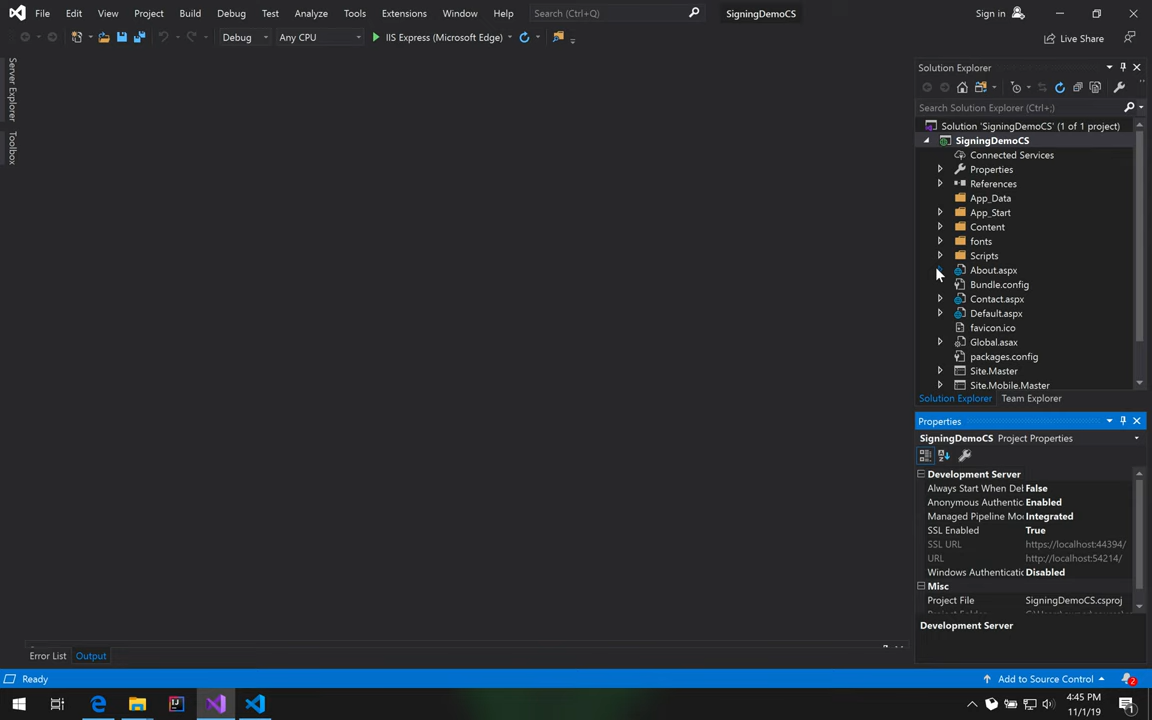 File Edit View Project Build Debug Test Analyze Tools Extensions Window Help Search (Ctrl+Q) SigningDemoCS Sign in
Debug Any CPU IIS Express (Microsoft Edge) Live Share
Server Explorer
Toolbox
Solution Explorer
Search Solution Explorer (Ctrl+;)
Solution 'SigningDemoCS' (1 of 1 project)
SigningDemoCS
Connected Services
Properties
References
App_Data
App_Start
Content
fonts
Scripts
About.aspx
Bundle.config
Contact.aspx
Default.aspx
favicon.ico
Global.asax
packages.config
Site.Master
Site.Mobile.Master
Solution Explorer Team Explorer
Properties
SigningDemoCS Project Properties
Development Server
Always Start When Del False
Anonymous Authentic Enabled
Managed Pipeline Mod Integrated
SSL Enabled True
SSL URL https://localhost:44394/
URL http://localhost:54214/
Windows Authenticatic Disabled
Misc
Project File SigningDemoCS.csproj
Development Server
Error List Output
Ready Add to Source Control 2
4:45 PM
11/1/19 1